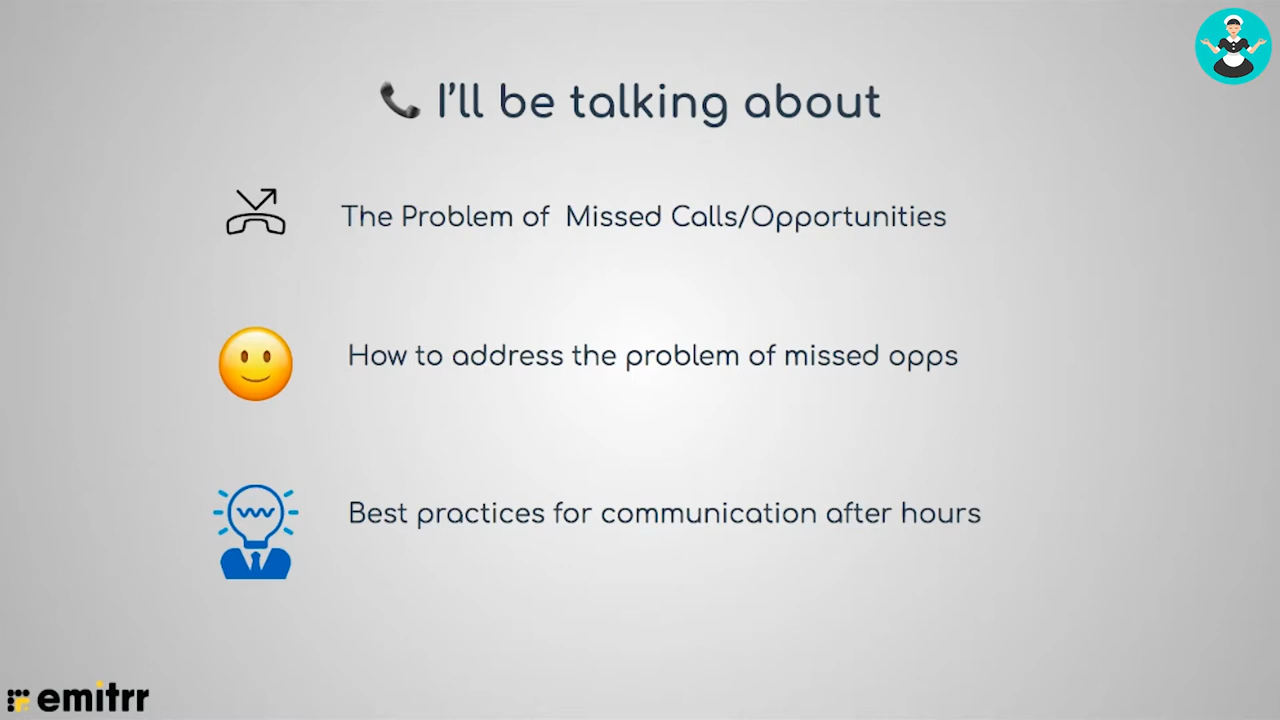 I'll be talking about
The Problem of Missed Calls/Opportunities
How to address the problem of missed opps
Best practices for communication after hours
emitrr